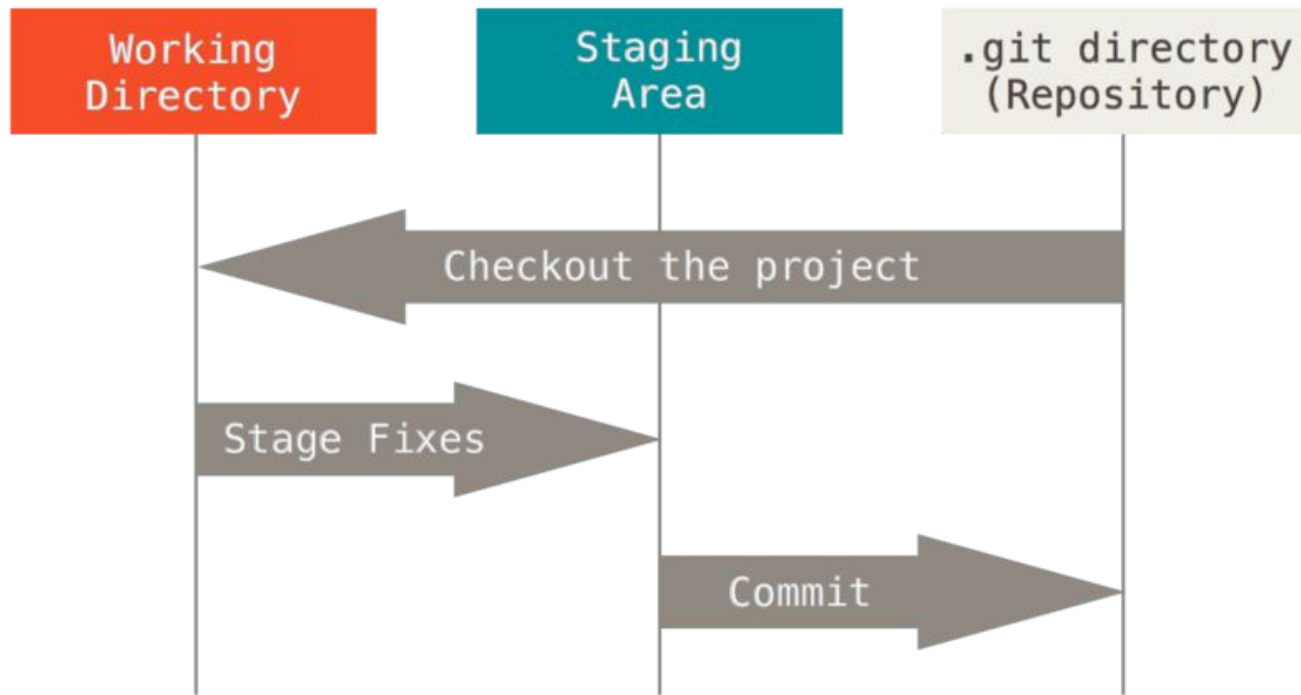 Working
Directory
Staging
Area
.git directory
(Repository)
Checkout the project
Stage Fixes
Commit